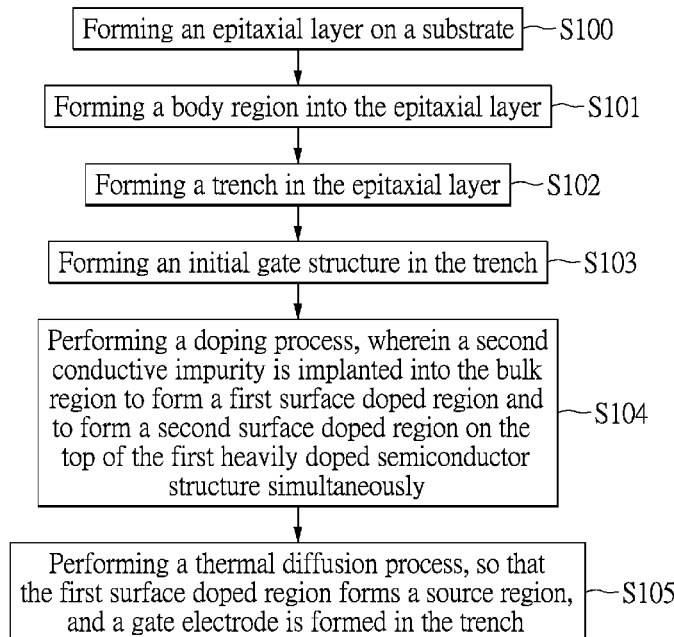 Forming an epitaxial layer on a substrate S100
Forming a body region into the epitaxial layer S101
Forming a trench in the epitaxial layer S102
Forming an initial gate structure in the trench S103
Performing a doping process, wherein a second
conductive impurity is implanted into the bulk
region to form a first surface doped region and
to form a second surface doped region on the
top of the first heavily doped semiconductor
structure simultaneously
S104
Performing a thermal diffusion process, so that
the first surface doped region forms a source region,
and a gate electrode is formed in the trench
S105